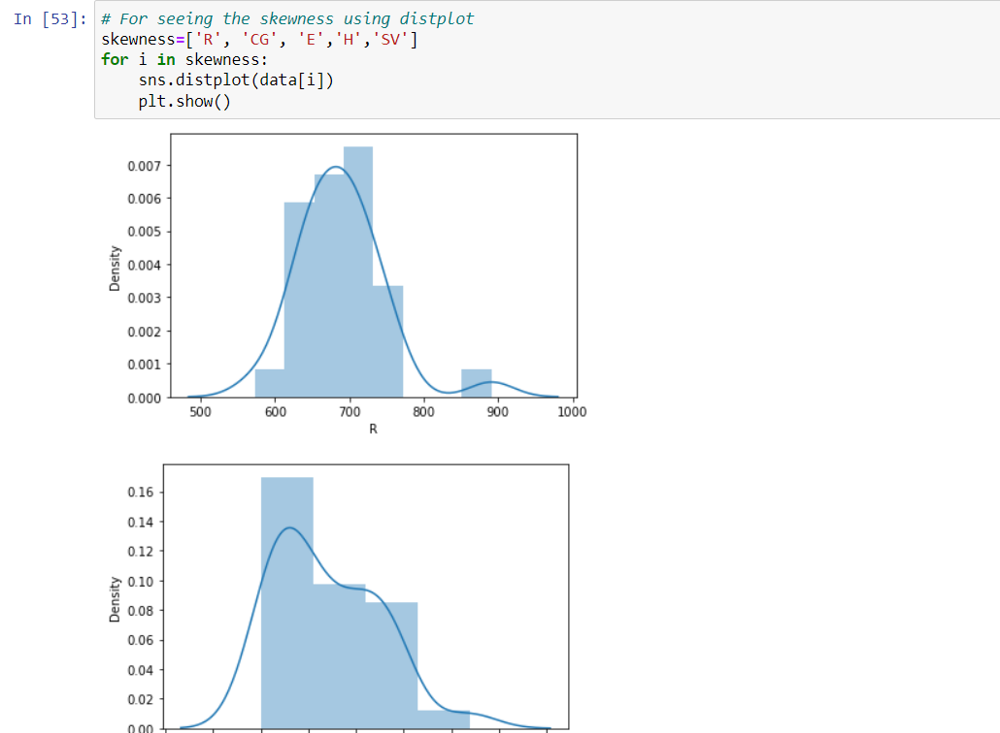 In [53]: # For seeing the skewness using distplot
skewness=['R', 'CG', 'E','H','SV']
for i in skewness:
    sns.distplot(data[i])
    plt.show()
0.007
0.006
0.005
0.004
0.003
0.002
0.001
0.000
Density
500 600 700 800 900 1000
R
0.16
0.14
0.12
0.10
0.08
0.06
0.04
0.02
0.00
Density